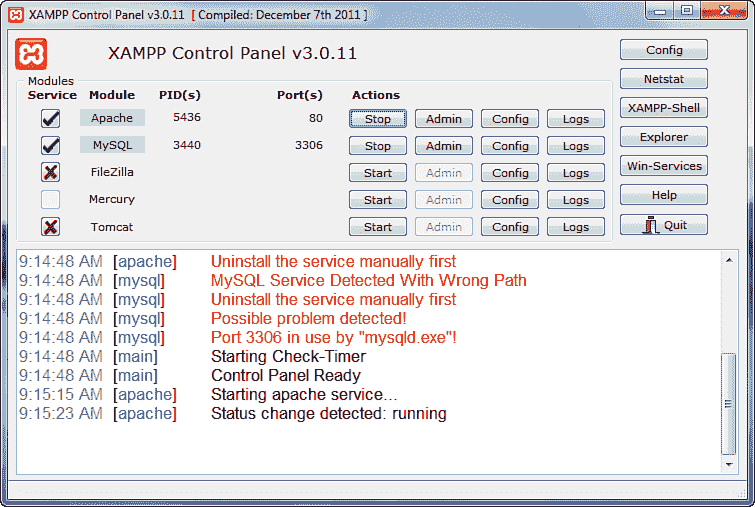 XAMPP Control Panel v3.0.11 [ Compiled: December 7th 2011 ]
XAMPP Control Panel v3.0.11
Config
Netstat
XAMPP-Shell
Explorer
Win-Services
Help
Quit
Modules
Service Module PID(s) Port(s) Actions
Apache 5436 80 Stop Admin Config Logs
MySQL 3440 3306 Stop Admin Config Logs
FileZilla Start Admin Config Logs
Mercury Start Admin Config Logs
Tomcat Start Admin Config Logs
9:14:48 AM [apache] Uninstall the service manually first
9:14:48 AM [mysql] MySQL Service Detected With Wrong Path
9:14:48 AM [mysql] Uninstall the service manually first
9:14:48 AM [mysql] Possible problem detected!
9:14:48 AM [mysql] Port 3306 in use by "mysqld.exe"!
9:14:48 AM [main] Starting Check-Timer
9:14:48 AM [main] Control Panel Ready
9:15:15 AM [apache] Starting apache service...
9:15:23 AM [apache] Status change detected: running